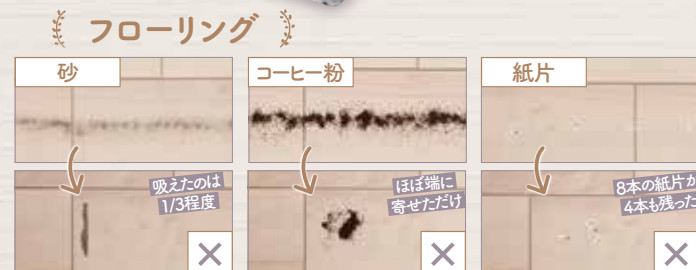 フローリング
砂
コーヒー粉
紙片
吸えたのは
1/3程度
ほぼ端に
寄せただけ
8本の紙片が
4本も残った
×
×
×